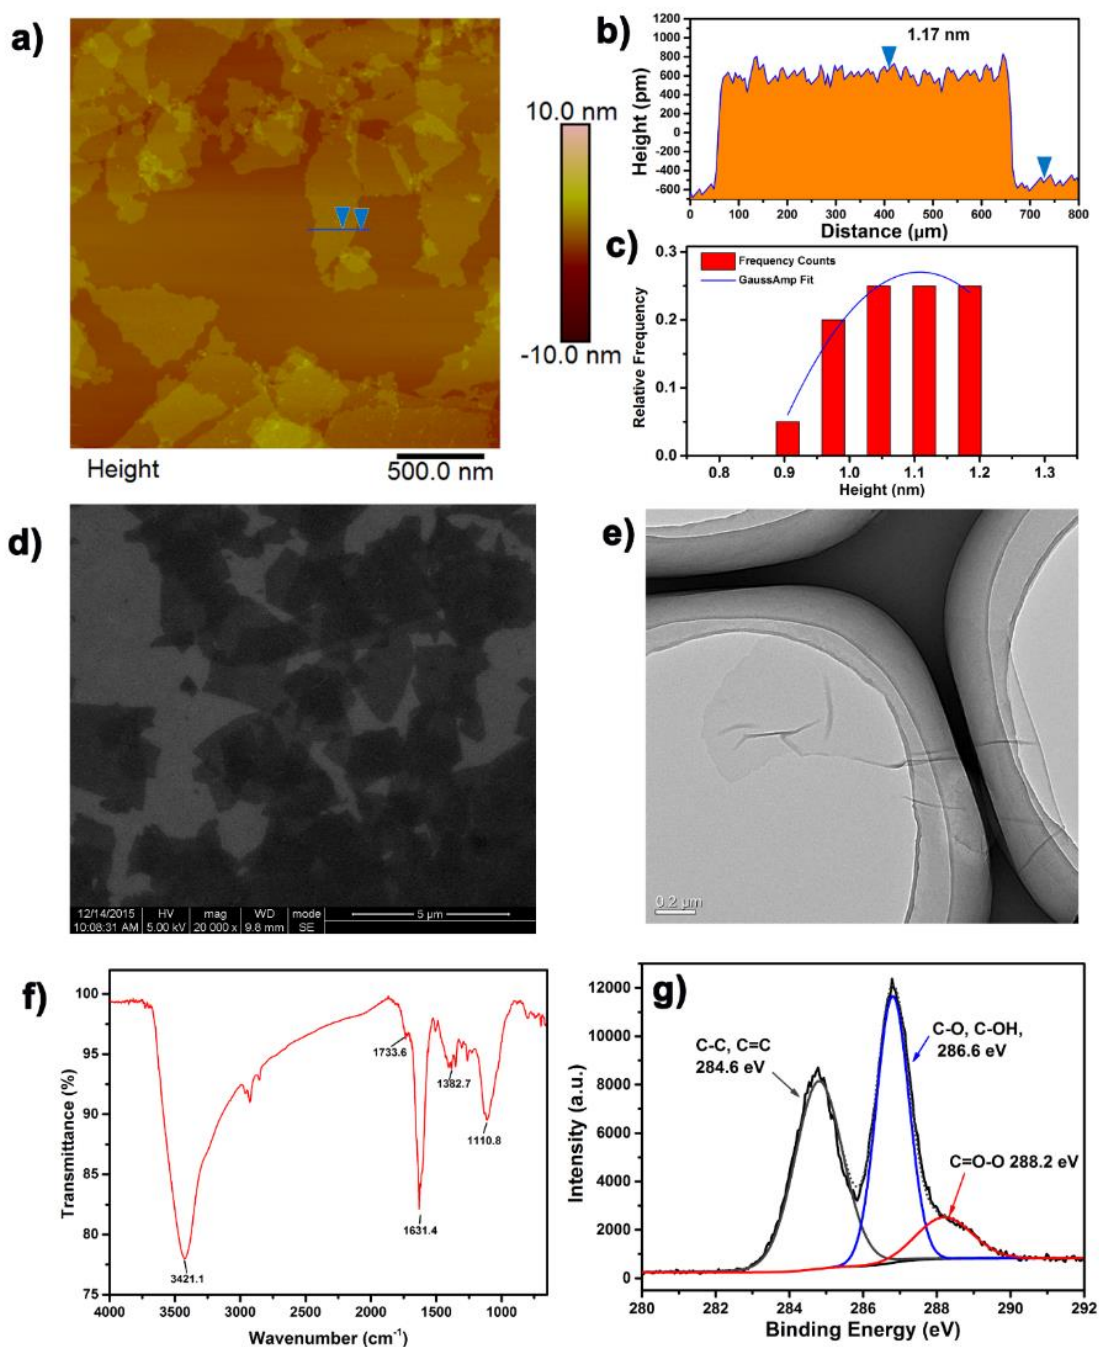 a)
10.0 nm
-10.0 nm
Height
500.0 nm
b)
1.17 nm
1200
1000
800
600
400
200
0
-200
-400
-600
Height (pm)
0 100 200 300 400 500 600 700 800
Distance (µm)
c)
Frequency Counts
GaussAmp Fit
0.3
0.2
0.1
0.0
Relative Frequency
0.8 0.9 1.0 1.1 1.2 1.3
Height (nm)
d)
12/14/2015 HV mag WD mode
10:08:31 AM 5.00 kV 20 000 x 9.8 mm SE
5 µm
e)
0.2 µm
f)
100
95
90
85
80
75
Transmittance (%)
1733.6
1382.7
1110.8
1631.4
3421.1
4000 3500 3000 2500 2000 1500 1000
Wavenumber (cm⁻¹)
g)
12000
10000
8000
6000
4000
2000
0
Intensity (a.u.)
C-C, C=C
284.6 eV
C-O, C-OH,
286.6 eV
C=O-O 288.2 eV
280 282 284 286 288 290 292
Binding Energy (eV)